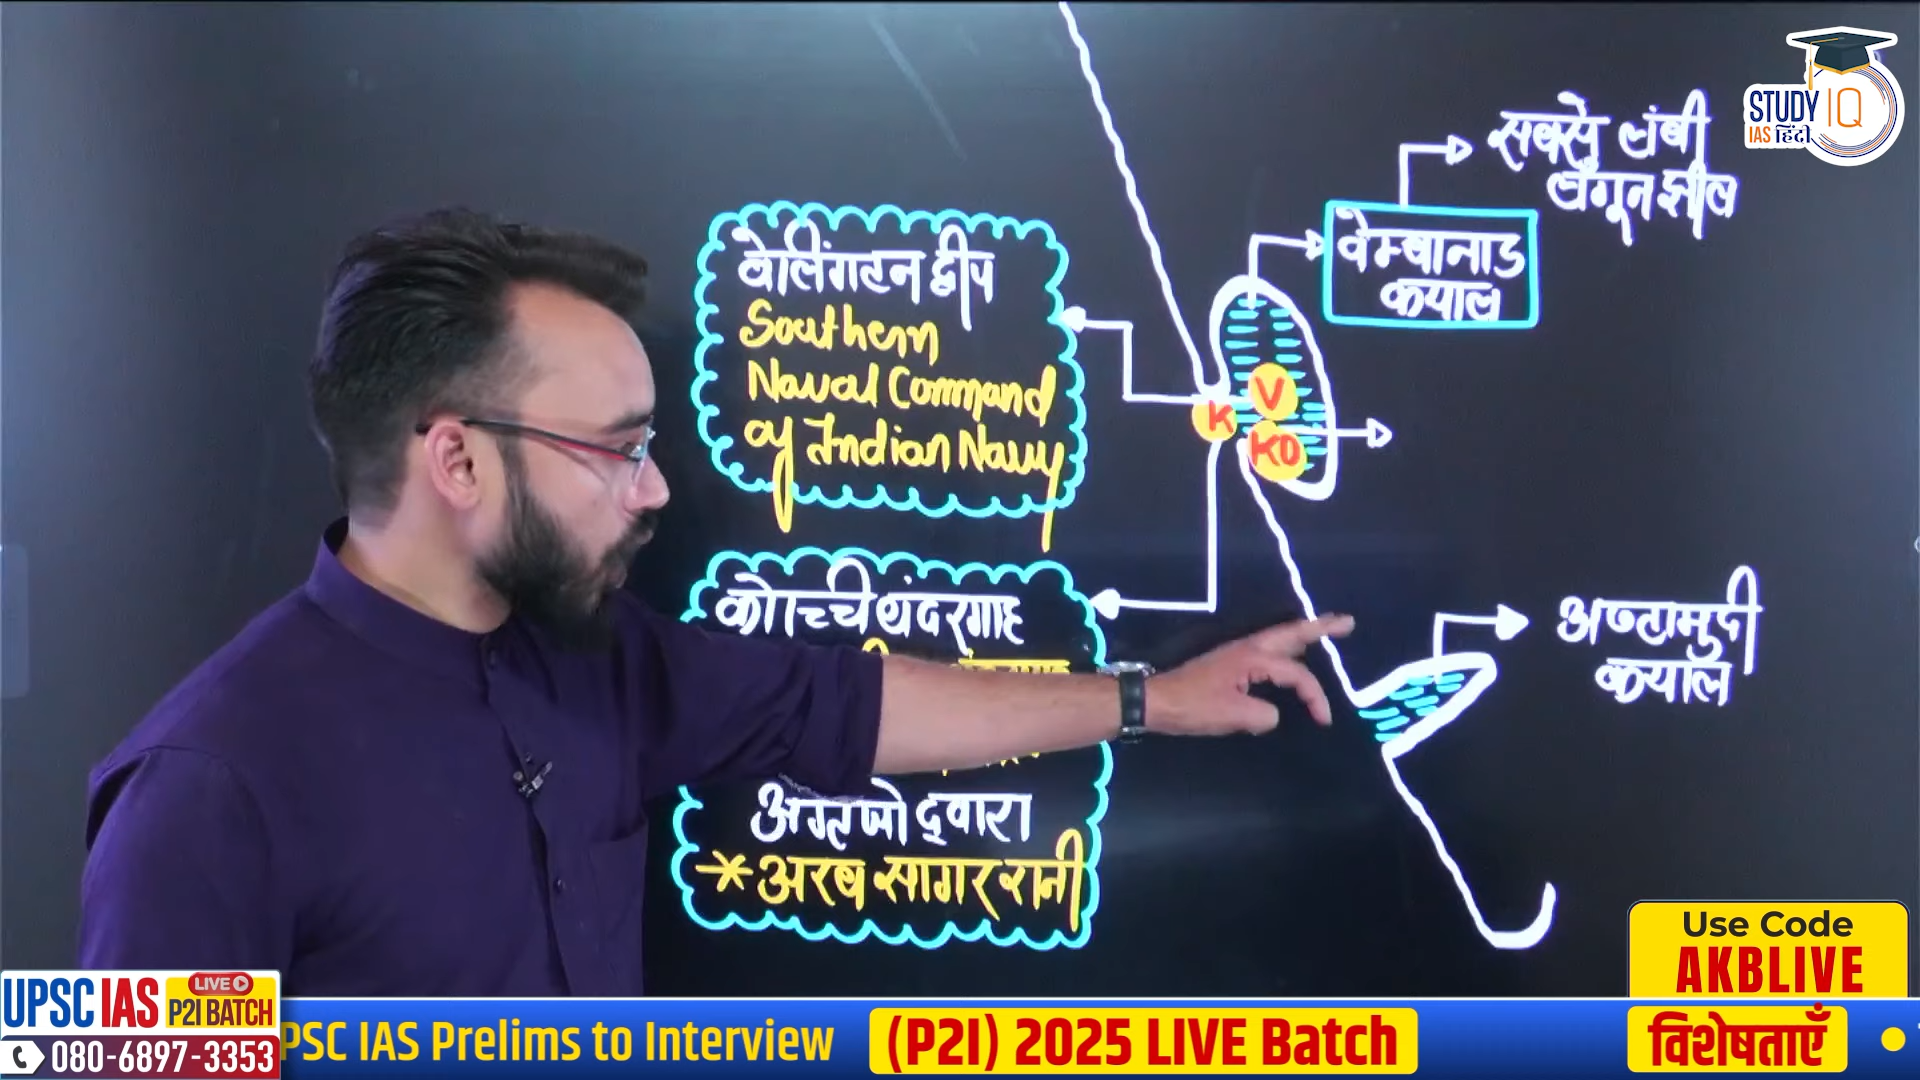 STUDY IQ
IAS हिंदी
सबसे लंबी
लगून झील
वेम्बानाड
कयाल
वेलिंगटन द्वीप
Southern
Naval Command
of Indian Navy
V
K
KO
कोच्ची बंदरगाह
अष्टामुदी
कयाल
द्वारा
* अरब सागर रानी
Use Code
AKBLIVE
UPSC IAS
LIVE
P2I BATCH
080-6897-3353
PSC IAS Prelims to Interview
(P2I) 2025 LIVE Batch
विशेषताएँ